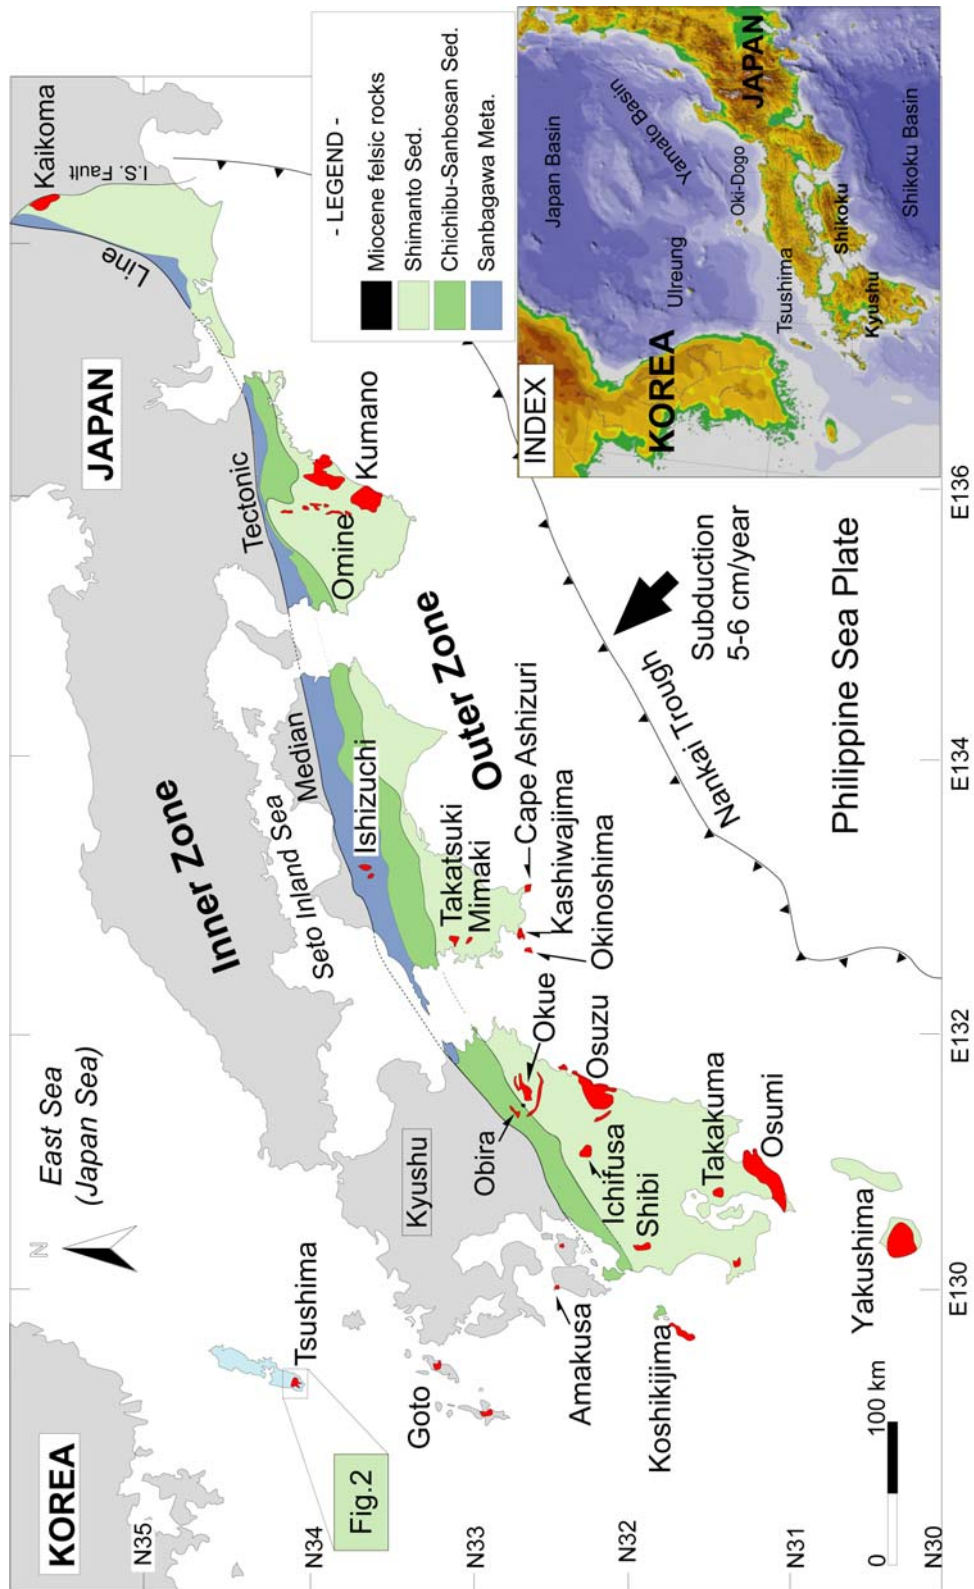 KOREA
East Sea
(Japan Sea)
N
JAPAN
Kaikoma
I.S. Fault
Line
Tectonic
Median
Inner Zone
Seto Inland Sea
Outer Zone
Tsushima
Fig.2
Goto
Kyushu
Amakusa
Koshikijima
Obira
Okue
Osuzu
Ichifusa
Shibi
Takakuma
Osumi
Yakushima
Ishizuchi
Takatsuki
Mimaki
Cape Ashizuri
Kashiwajima
Okinoshima
Omine
Kumano
Nankai Trough
Subduction
5-6 cm/year
Philippine Sea Plate
- LEGEND -
Miocene felsic rocks
Shimanto Sed.
Chichibu-Sanbosan Sed.
Sanbagawa Meta.
INDEX
KOREA
JAPAN
Japan Basin
Yamato Basin
Ulreung
Oki-Dogo
Tsushima
Shikoku
Kyushu
Shikoku Basin
N35
N34
N33
N32
N31
N30
0
100 km
E130
E132
E134
E136